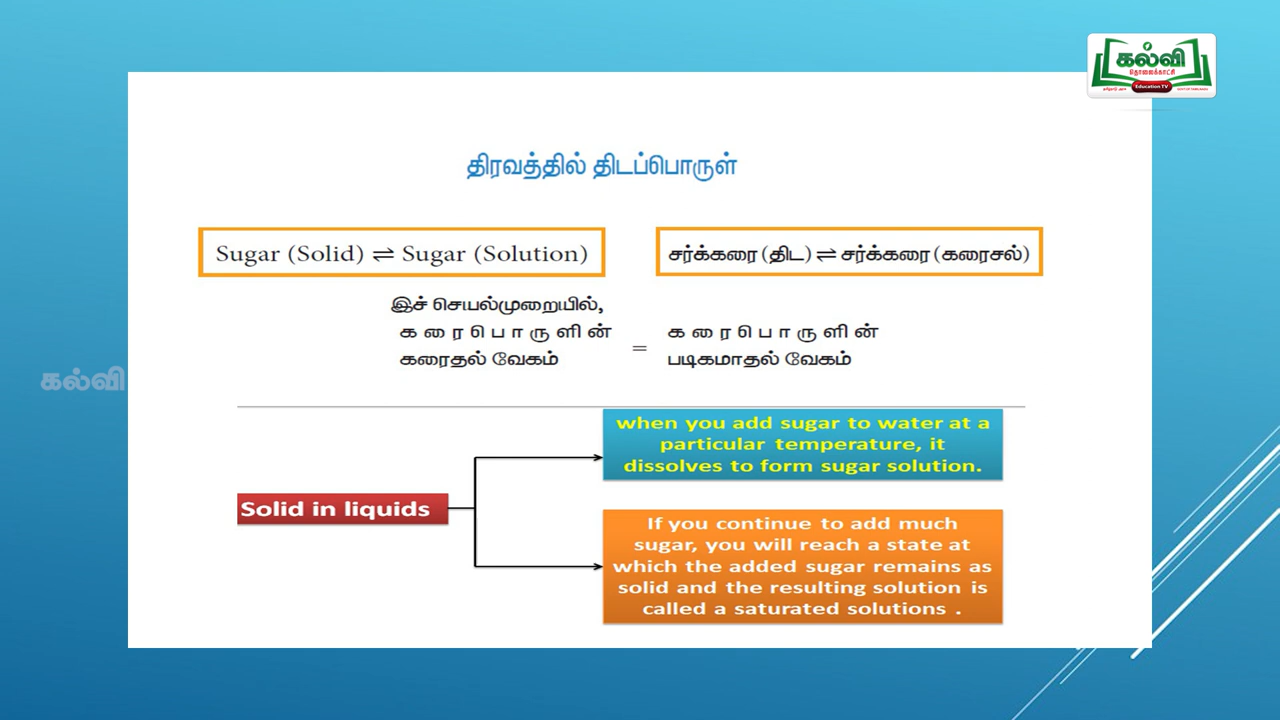 கல்வி
தொலைக்காட்சி
Education TV
திரவத்தில் திடப்பொருள்
Sugar (Solid) ⇌ Sugar (Solution)
சர்க்கரை (திட) ⇌ சர்க்கரை (கரைசல்)
இச் செயல்முறையில்,
கரைபொருளின்
கரைதல் வேகம்
=
கரைபொருளின்
படிகமாதல் வேகம்
கல்வி
when you add sugar to water at a
particular temperature, it
dissolves to form sugar solution.
Solid in liquids
If you continue to add much
sugar, you will reach a state at
which the added sugar remains as
solid and the resulting solution is
called a saturated solutions .